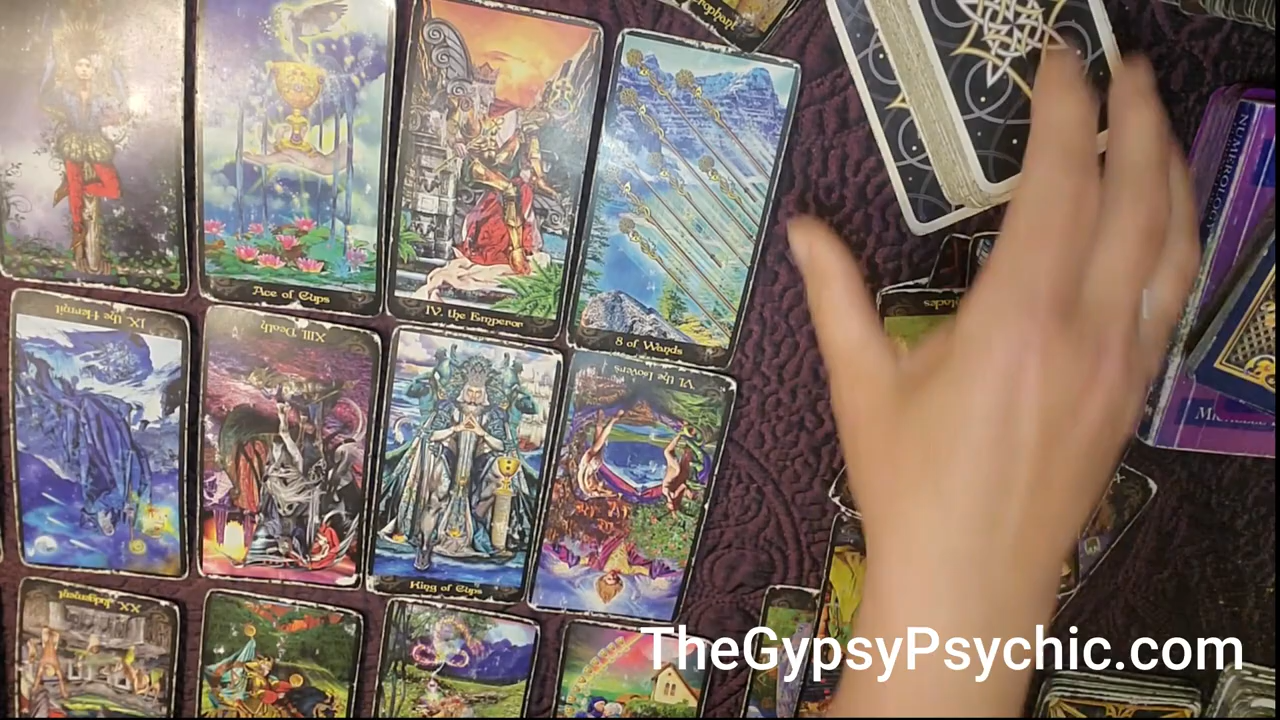 Ace of Cups
IV. the Emperor
8 of Wands
IX. the Hermit
XIII. Death
King of Cups
VI. the Lovers
XX. Judgement
NUMEROLOGY
TheGypsyPsychic.com